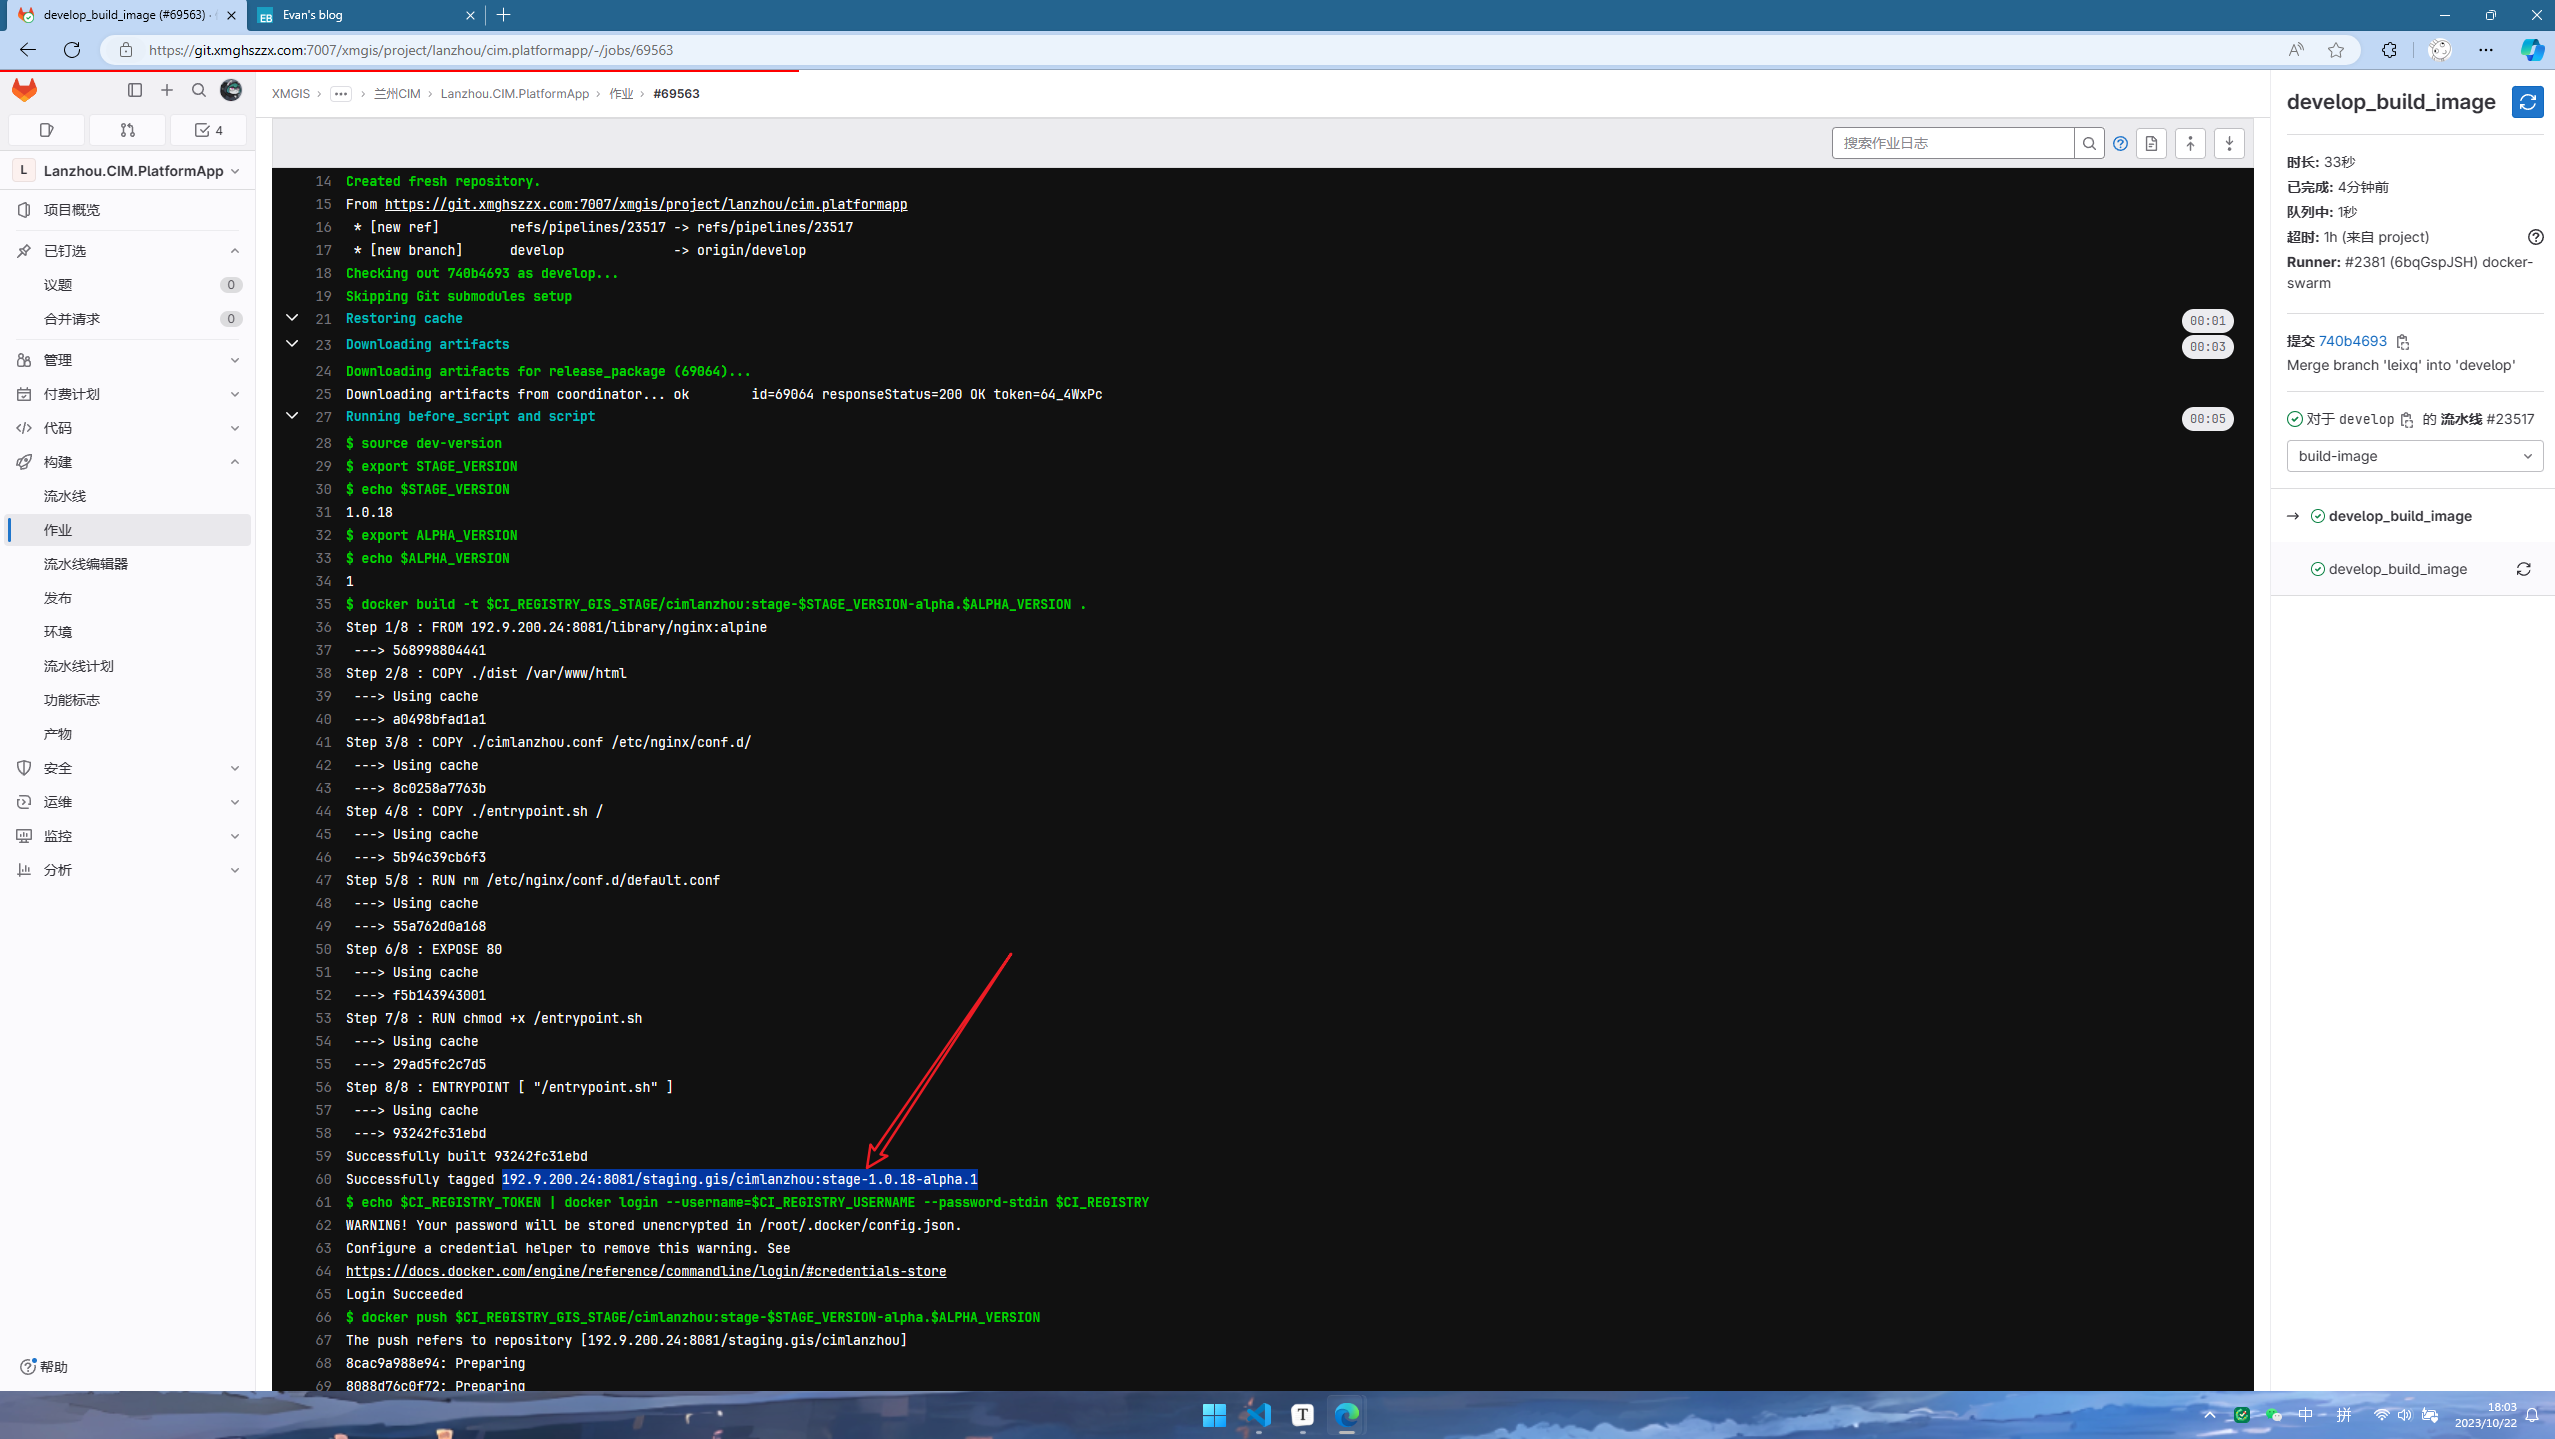 develop_build_image (#69563) ·
Evan's blog
https://git.xmghszzx.com:7007/xmgis/project/lanzhou/cim.platformapp/-/jobs/69563
4
L Lanzhou.CIM.PlatformApp
项目概览
已钉选
议题 0
合并请求 0
管理
付费计划
代码
构建
流水线
作业
流水线编辑器
发布
环境
流水线计划
功能标志
产物
安全
运维
监控
分析
帮助
XMGIS › ••• › 兰州CIM › Lanzhou.CIM.PlatformApp › 作业 › #69563
搜索作业日志
14 Created fresh repository.
15 From https://git.xmghszzx.com:7007/xmgis/project/lanzhou/cim.platformapp
16 * [new ref] refs/pipelines/23517 -> refs/pipelines/23517
17 * [new branch] develop -> origin/develop
18 Checking out 740b4693 as develop...
19 Skipping Git submodules setup
21 Restoring cache 00:01
23 Downloading artifacts 00:03
24 Downloading artifacts for release_package (69064)...
25 Downloading artifacts from coordinator... ok id=69064 responseStatus=200 OK token=64_4WxPc
27 Running before_script and script 00:05
28 $ source dev-version
29 $ export STAGE_VERSION
30 $ echo $STAGE_VERSION
31 1.0.18
32 $ export ALPHA_VERSION
33 $ echo $ALPHA_VERSION
34 1
35 $ docker build -t $CI_REGISTRY_GIS_STAGE/cimlanzhou:stage-$STAGE_VERSION-alpha.$ALPHA_VERSION .
36 Step 1/8 : FROM 192.9.200.24:8081/library/nginx:alpine
37 ---> 568998804441
38 Step 2/8 : COPY ./dist /var/www/html
39 ---> Using cache
40 ---> a0498bfad1a1
41 Step 3/8 : COPY ./cimlanzhou.conf /etc/nginx/conf.d/
42 ---> Using cache
43 ---> 8c0258a7763b
44 Step 4/8 : COPY ./entrypoint.sh /
45 ---> Using cache
46 ---> 5b94c39cb6f3
47 Step 5/8 : RUN rm /etc/nginx/conf.d/default.conf
48 ---> Using cache
49 ---> 55a762d0a168
50 Step 6/8 : EXPOSE 80
51 ---> Using cache
52 ---> f5b143943001
53 Step 7/8 : RUN chmod +x /entrypoint.sh
54 ---> Using cache
55 ---> 29ad5fc2c7d5
56 Step 8/8 : ENTRYPOINT [ "/entrypoint.sh" ]
57 ---> Using cache
58 ---> 93242fc31ebd
59 Successfully built 93242fc31ebd
60 Successfully tagged 192.9.200.24:8081/staging.gis/cimlanzhou:stage-1.0.18-alpha.1
61 $ echo $CI_REGISTRY_TOKEN | docker login --username=$CI_REGISTRY_USERNAME --password-stdin $CI_REGISTRY
62 WARNING! Your password will be stored unencrypted in /root/.docker/config.json.
63 Configure a credential helper to remove this warning. See
64 https://docs.docker.com/engine/reference/commandline/login/#credentials-store
65 Login Succeeded
66 $ docker push $CI_REGISTRY_GIS_STAGE/cimlanzhou:stage-$STAGE_VERSION-alpha.$ALPHA_VERSION
67 The push refers to repository [192.9.200.24:8081/staging.gis/cimlanzhou]
68 8cac9a988e94: Preparing
69 8088d76c0f72: Preparing
develop_build_image
时长: 33秒
已完成: 4分钟前
队列中: 1秒
超时: 1h (来自 project)
Runner: #2381 (6bqGspJSH) docker-
swarm
提交 740b4693
Merge branch 'leixq' into 'develop'
对于 develop 的 流水线 #23517
build-image
→ develop_build_image
develop_build_image
中 拼
18:03
2023/10/22